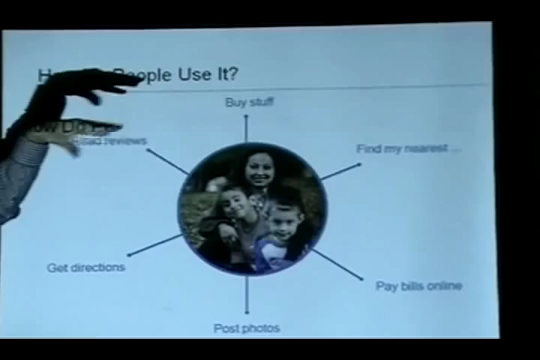 People Use It?
Buy stuff
reviews
Find my nearest ...
Get directions
Pay bills online
Post photos